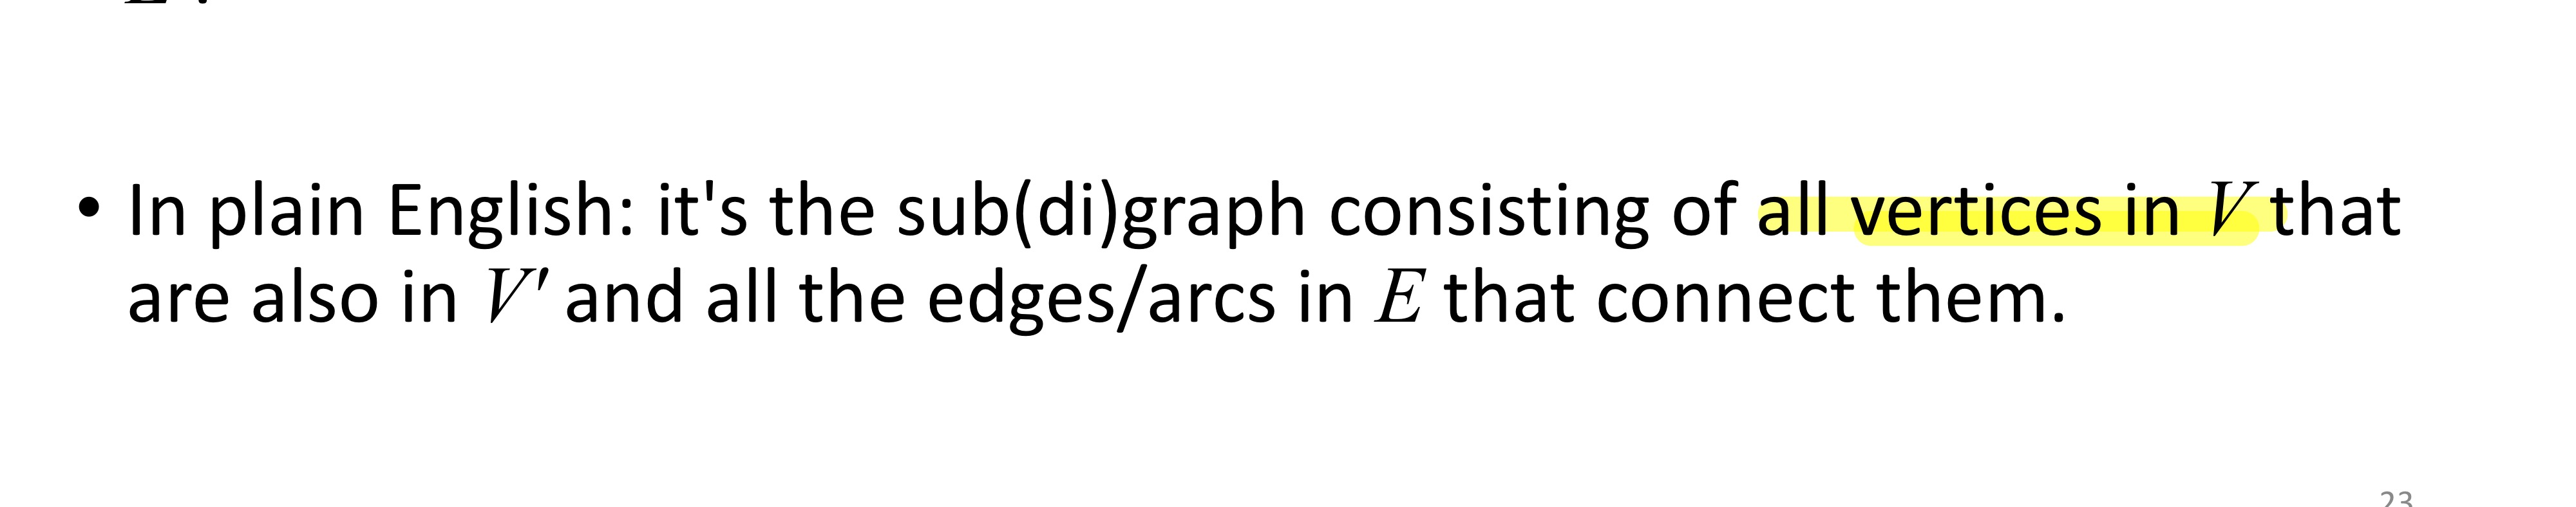 • In plain English: it's the sub(di)graph consisting of all vertices in V that
are also in V′ and all the edges/arcs in E that connect them.
23